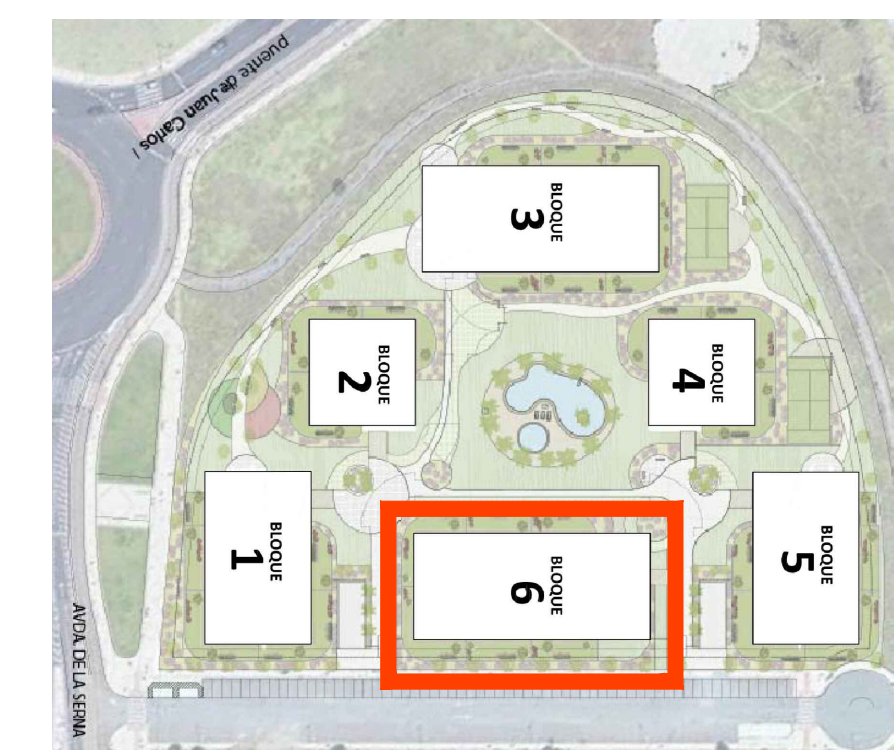 puente de Juan Carlos I
BLOQUE
3
BLOQUE
2
BLOQUE
4
BLOQUE
1
BLOQUE
6
BLOQUE
5
AVDA. DE LA SERNA